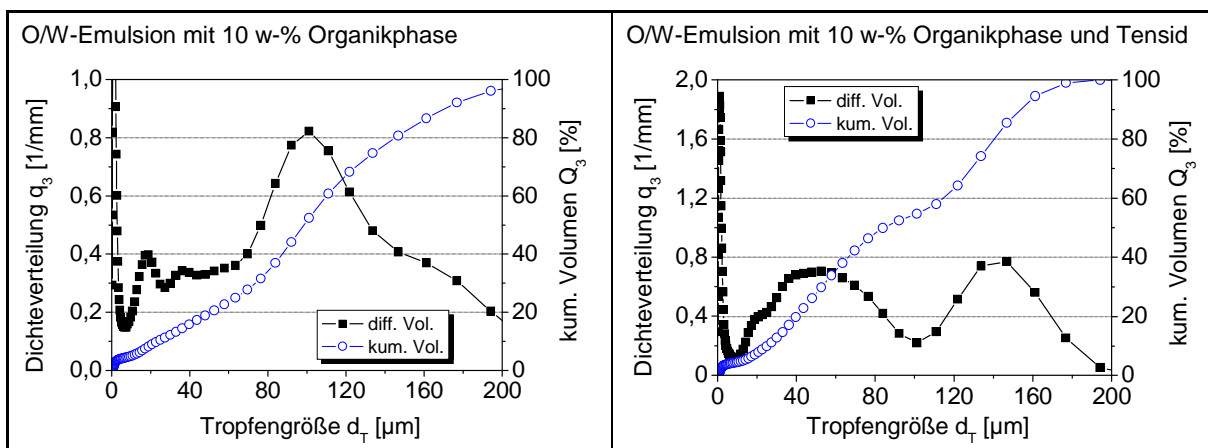 O/W-Emulsion mit 10 w-% Organikphase
1,0
0,8
0,6
0,4
0,2
0,0
Dichteverteilung q3 [1/mm]
100
80
60
40
20
0
kum. Volumen Q3 [%]
diff. Vol.
kum. Vol.
0 40 80 120 160 200
Tropfengröße dT [µm]
O/W-Emulsion mit 10 w-% Organikphase und Tensid
2,0
1,6
1,2
0,8
0,4
0
Dichteverteilung q3 [1/mm]
diff. Vol.
kum. Vol.
100
80
60
40
20
0
kum. Volumen Q3 [%]
0 40 80 120 160 200
Tropfengröße dT [µm]